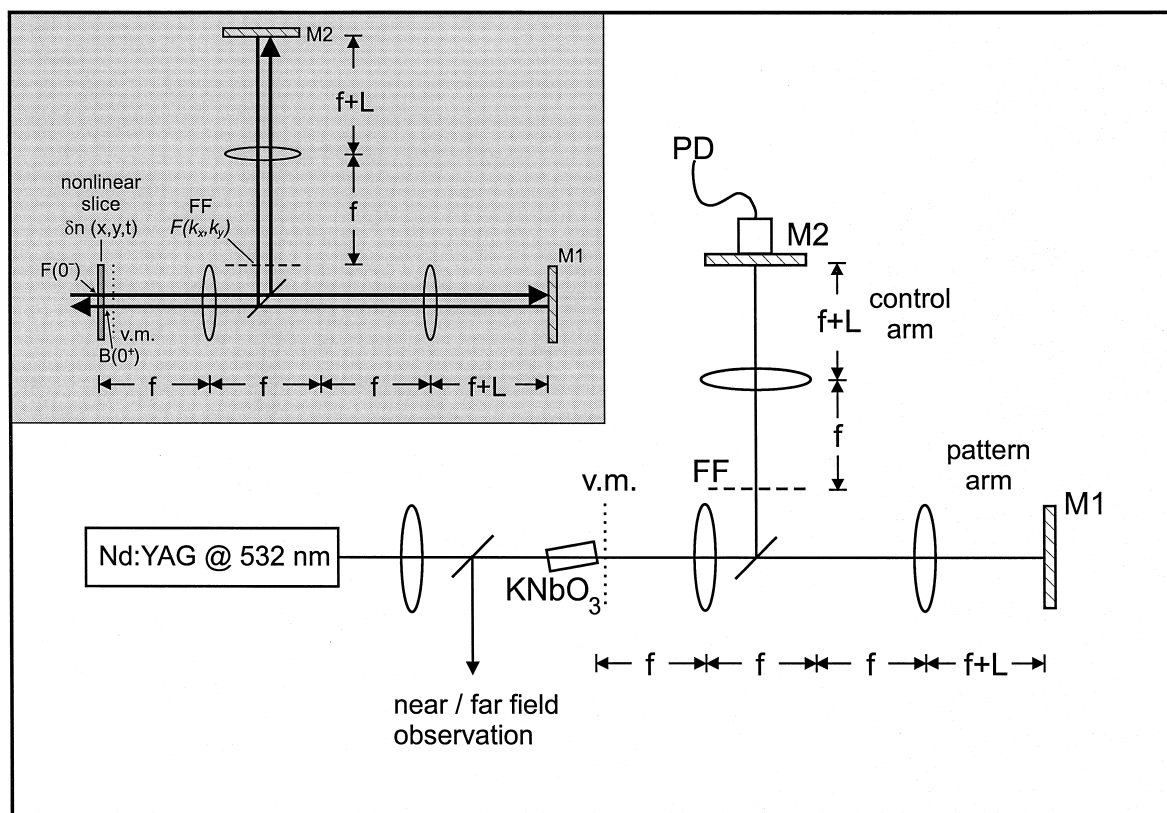 M2
f+L
f
nonlinear
slice
δn (x,y,t)
FF
F(kₓ,kᵧ)
M1
F(0⁻)
v.m.
B(0⁺)
f
f
f
f+L
PD
M2
control
arm
f+L
f
pattern
arm
FF
v.m.
M1
Nd:YAG @ 532 nm
KNbO₃
f
f
f
f+L
near / far field
observation